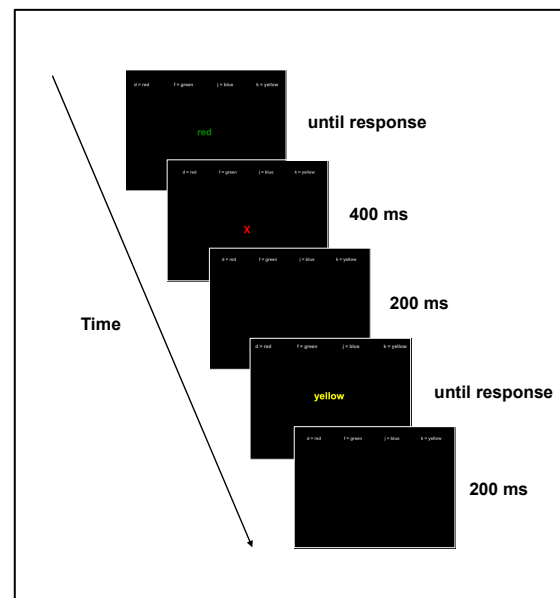 d = red f = green j = blue k = yellow
red
until response
d = red f = green j = blue k = yellow
X
400 ms
d = red f = green j = blue k = yellow
200 ms
Time
d = red f = green j = blue k = yellow
yellow
until response
d = red f = green j = blue k = yellow
200 ms